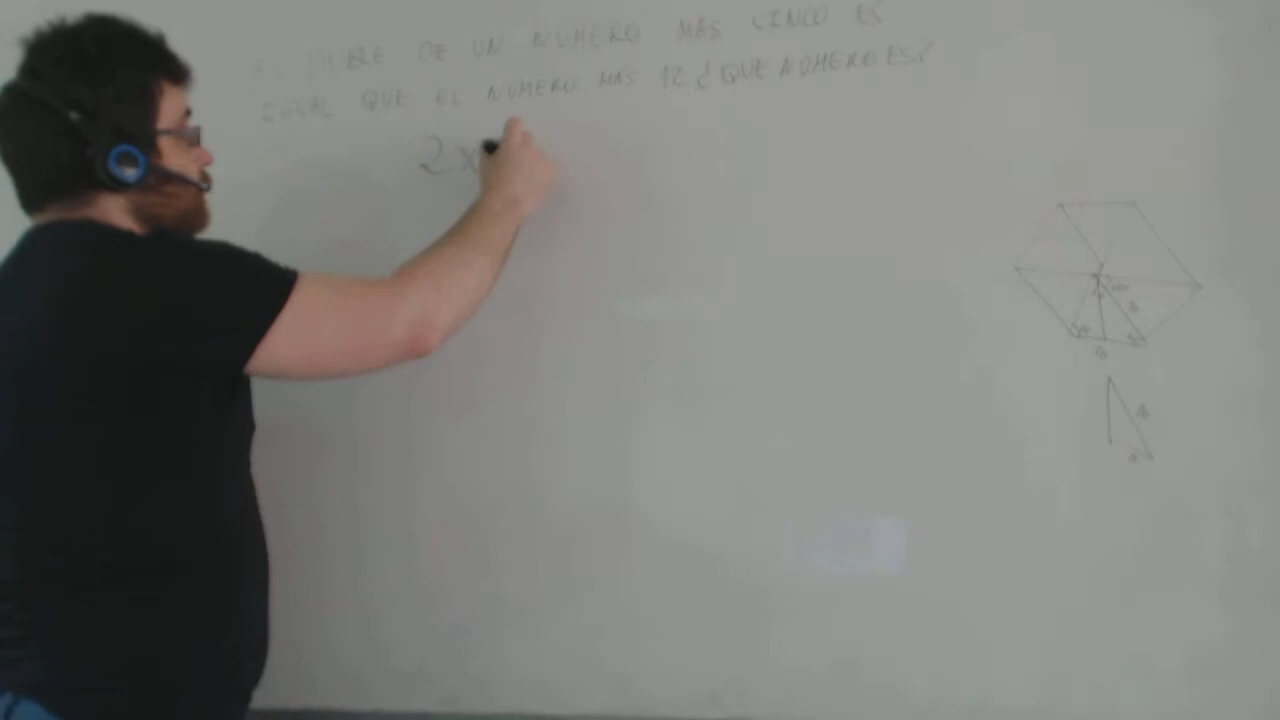 DE UN NUMERO MAS CINCO ES
IGUAL QUE EL NUMERO MAS 12 ¿QUE NUMERO ES?
2x